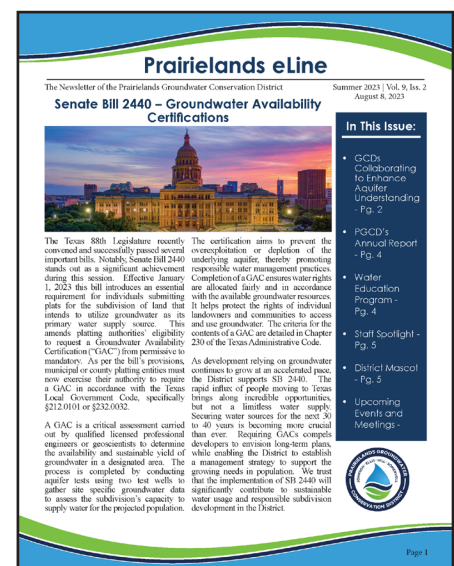 Prairielands eLine
The Newsletter of the Prairielands Groundwater Conservation District
Summer 2023 | Vol. 9, Iss. 2
August 8, 2023
Senate Bill 2440 – Groundwater Availability
Certifications
The Texas 88th Legislature recently
convened and successfully passed several
important bills. Notably, Senate Bill 2440
stands out as a significant achievement
during this session. Effective January
1, 2023 this bill introduces an essential
requirement for individuals submitting
plats for the subdivision of land that
intends to utilize groundwater as its
primary water supply source. This
amends platting authorities' eligibility
to request a Groundwater Availability
Certification ("GAC") from permissive to
mandatory. As per the bill's provisions,
municipal or county platting entities must
now exercise their authority to require
a GAC in accordance with the Texas
Local Government Code, specifically
§212.0101 or §232.0032.
A GAC is a critical assessment carried
out by qualified licensed professional
engineers or geoscientists to determine
the availability and sustainable yield of
groundwater in a designated area. The
process is completed by conducting
aquifer tests using two test wells to
gather site specific groundwater data
to assess the subdivision's capacity to
supply water for the projected population.
The certification aims to prevent the
overexploitation or depletion of the
underlying aquifer, thereby promoting
responsible water management practices.
Completion of a GAC ensures water rights
are allocated fairly and in accordance
with the available groundwater resources.
It helps protect the rights of individual
landowners and communities to access
and use groundwater. The criteria for the
contents of a GAC are detailed in Chapter
230 of the Texas Administrative Code.
As development relying on groundwater
continues to grow at an accelerated pace,
the District supports SB 2440. The
rapid influx of people moving to Texas
brings along incredible opportunities,
but not a limitless water supply.
Securing water sources for the next 30
to 40 years is becoming more crucial
than ever. Requiring GACs compels
developers to envision long-term plans,
while enabling the District to establish
a management strategy to support the
growing needs in population. We trust
that the implementation of SB 2440 will
significantly contribute to sustainable
water usage and responsible subdivision
development in the District.
In This Issue:
• GCDs
Collaborating
to Enhance
Aquifer
Understanding
- Pg. 2
• PGCD's
Annual Report
- Pg. 4
• Water
Education
Program -
Pg. 4
• Staff Spotlight -
Pg. 5
• District Mascot
- Pg. 5
• Upcoming
Events and
Meetings -
PRAIRIELANDS GROUNDWATER
CONSERVATION DISTRICT
Page 1